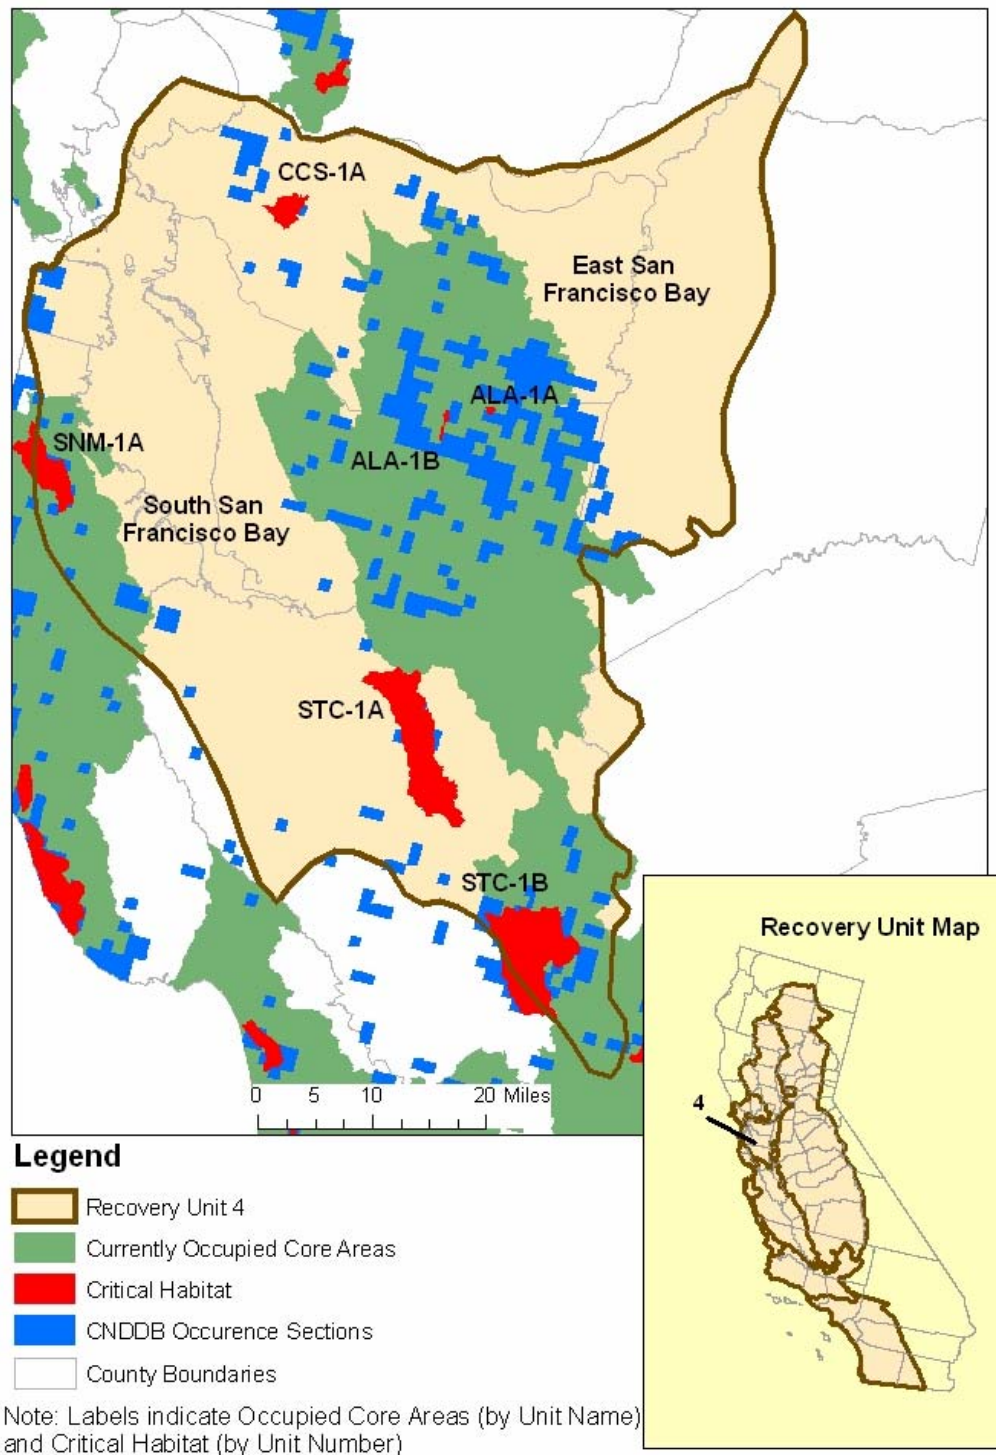 CCS-1A
East San
Francisco Bay
ALA-1A
SNM-1A
ALA-1B
South San
Francisco Bay
STC-1A
STC-1B
Recovery Unit Map
4
0 5 10 20 Miles
Legend
Recovery Unit 4
Currently Occupied Core Areas
Critical Habitat
CNDDB Occurence Sections
County Boundaries
Note: Labels indicate Occupied Core Areas (by Unit Name)
and Critical Habitat (by Unit Number)